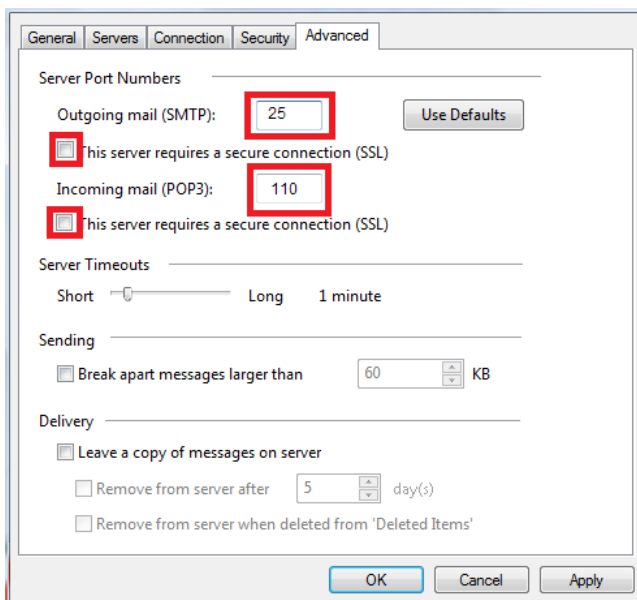 General Servers Connection Security Advanced
Server Port Numbers
Outgoing mail (SMTP): 25 Use Defaults
This server requires a secure connection (SSL)
Incoming mail (POP3): 110
This server requires a secure connection (SSL)
Server Timeouts
Short Long 1 minute
Sending
Break apart messages larger than 60 KB
Delivery
Leave a copy of messages on server
Remove from server after 5 day(s)
Remove from server when deleted from 'Deleted Items'
OK Cancel Apply